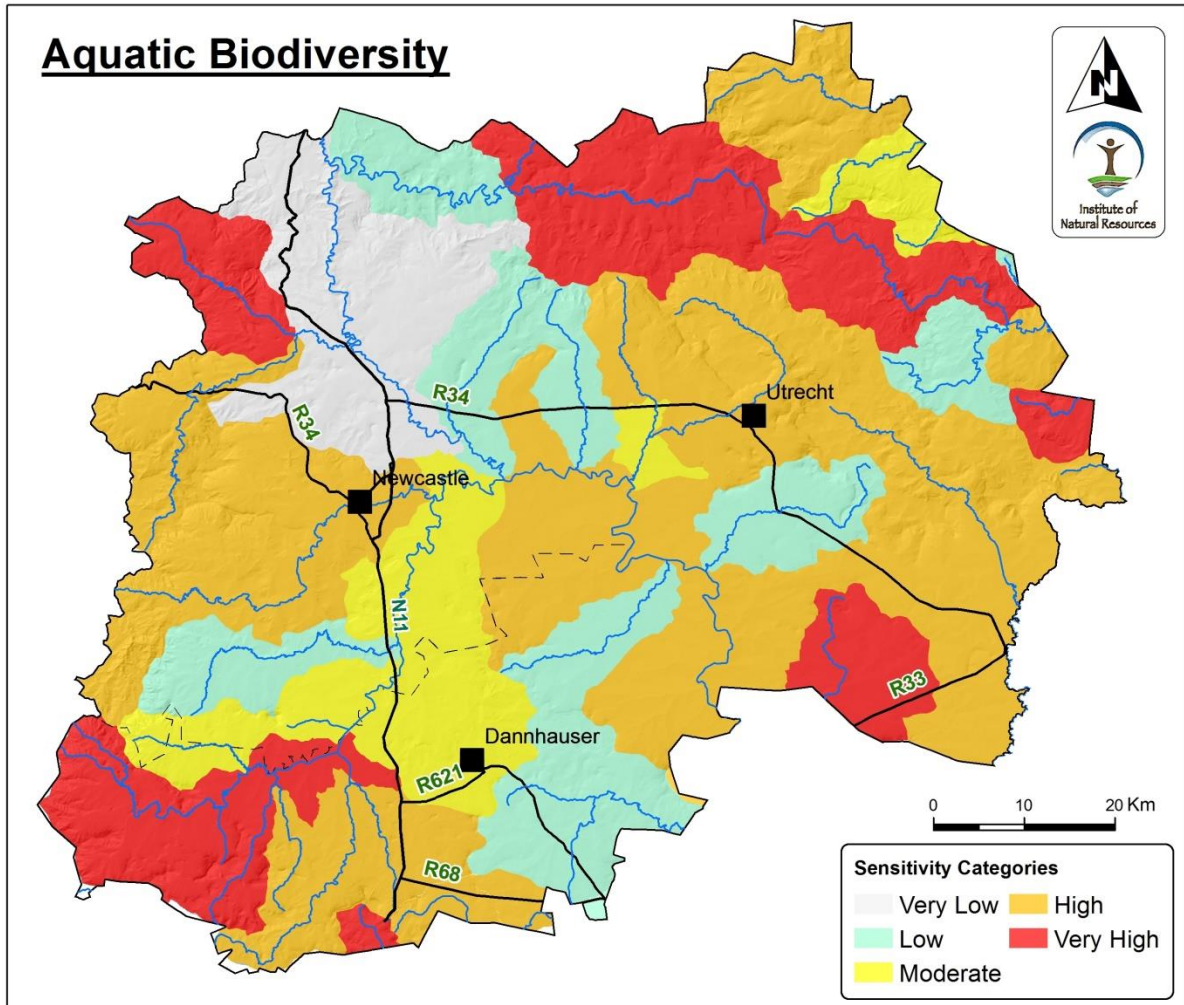 Aquatic Biodiversity
N
Institute of
Natural Resources
R34
Utrecht
R34
Newcastle
N11
R33
Dannhauser
R621
R68
0 10 20 Km
Sensitivity Categories
Very Low
High
Low
Very High
Moderate